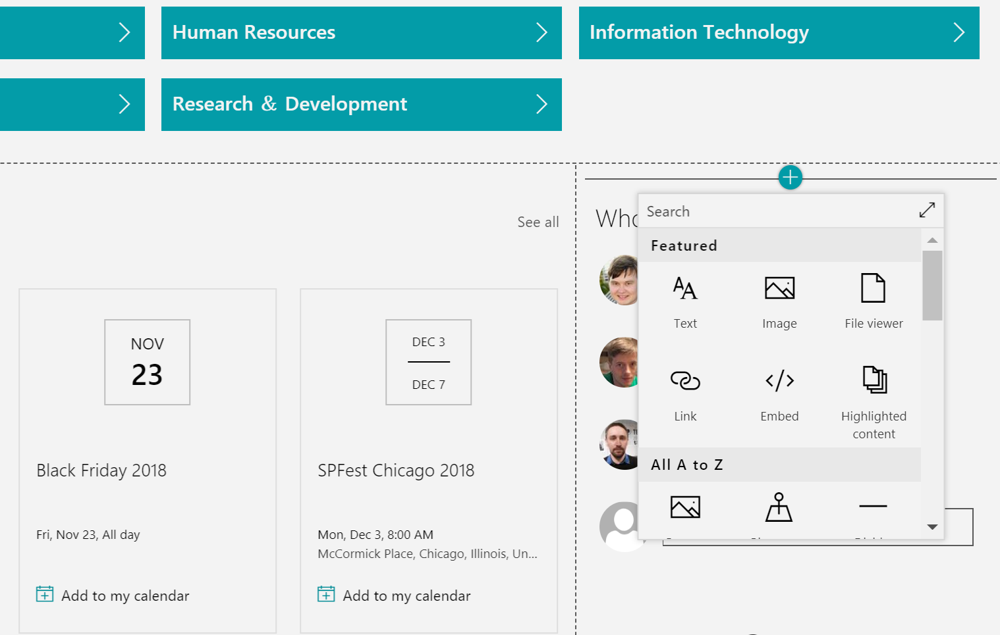 Human Resources
Information Technology
Research & Development
See all
NOV
23
Black Friday 2018
Fri, Nov 23, All day
Add to my calendar
DEC 3
DEC 7
SPFest Chicago 2018
Mon, Dec 3, 8:00 AM
McCormick Place, Chicago, Illinois, Un...
Add to my calendar
Search
Featured
Text
Image
File viewer
Link
Embed
Highlighted
content
All A to Z